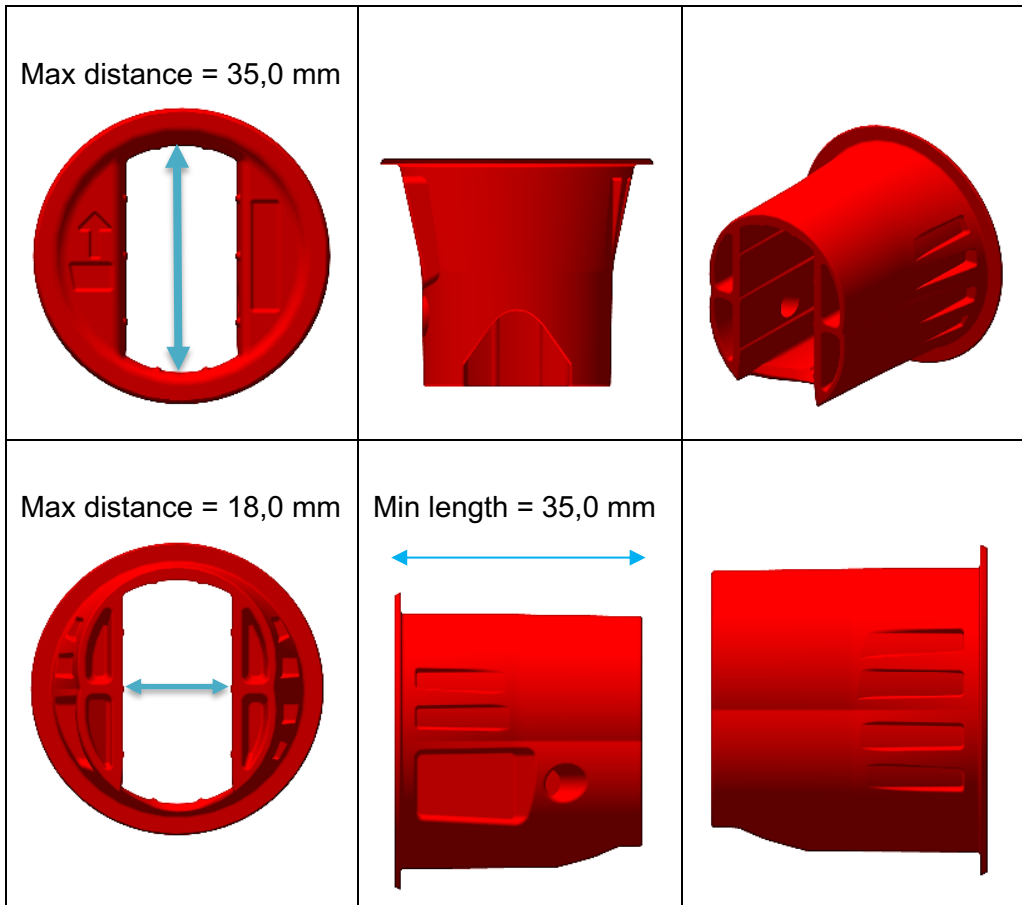 Max distance = 35,0 mm
Max distance = 18,0 mm
Min length = 35,0 mm